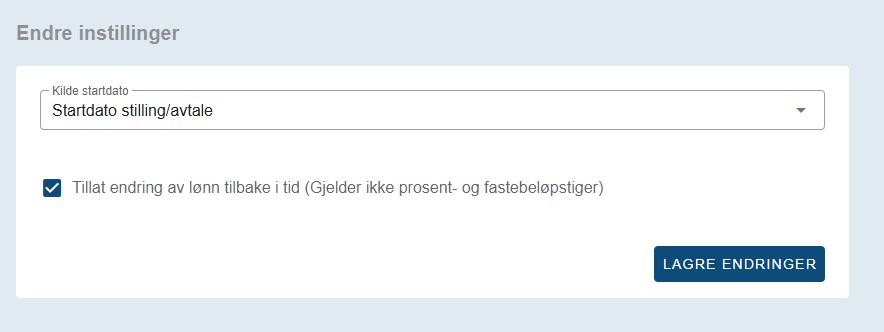 Endre instillinger
Kilde startdato
Startdato stilling/avtale
Tillat endring av lønn tilbake i tid (Gjelder ikke prosent- og fastebeløpstiger)
LAGRE ENDRINGER